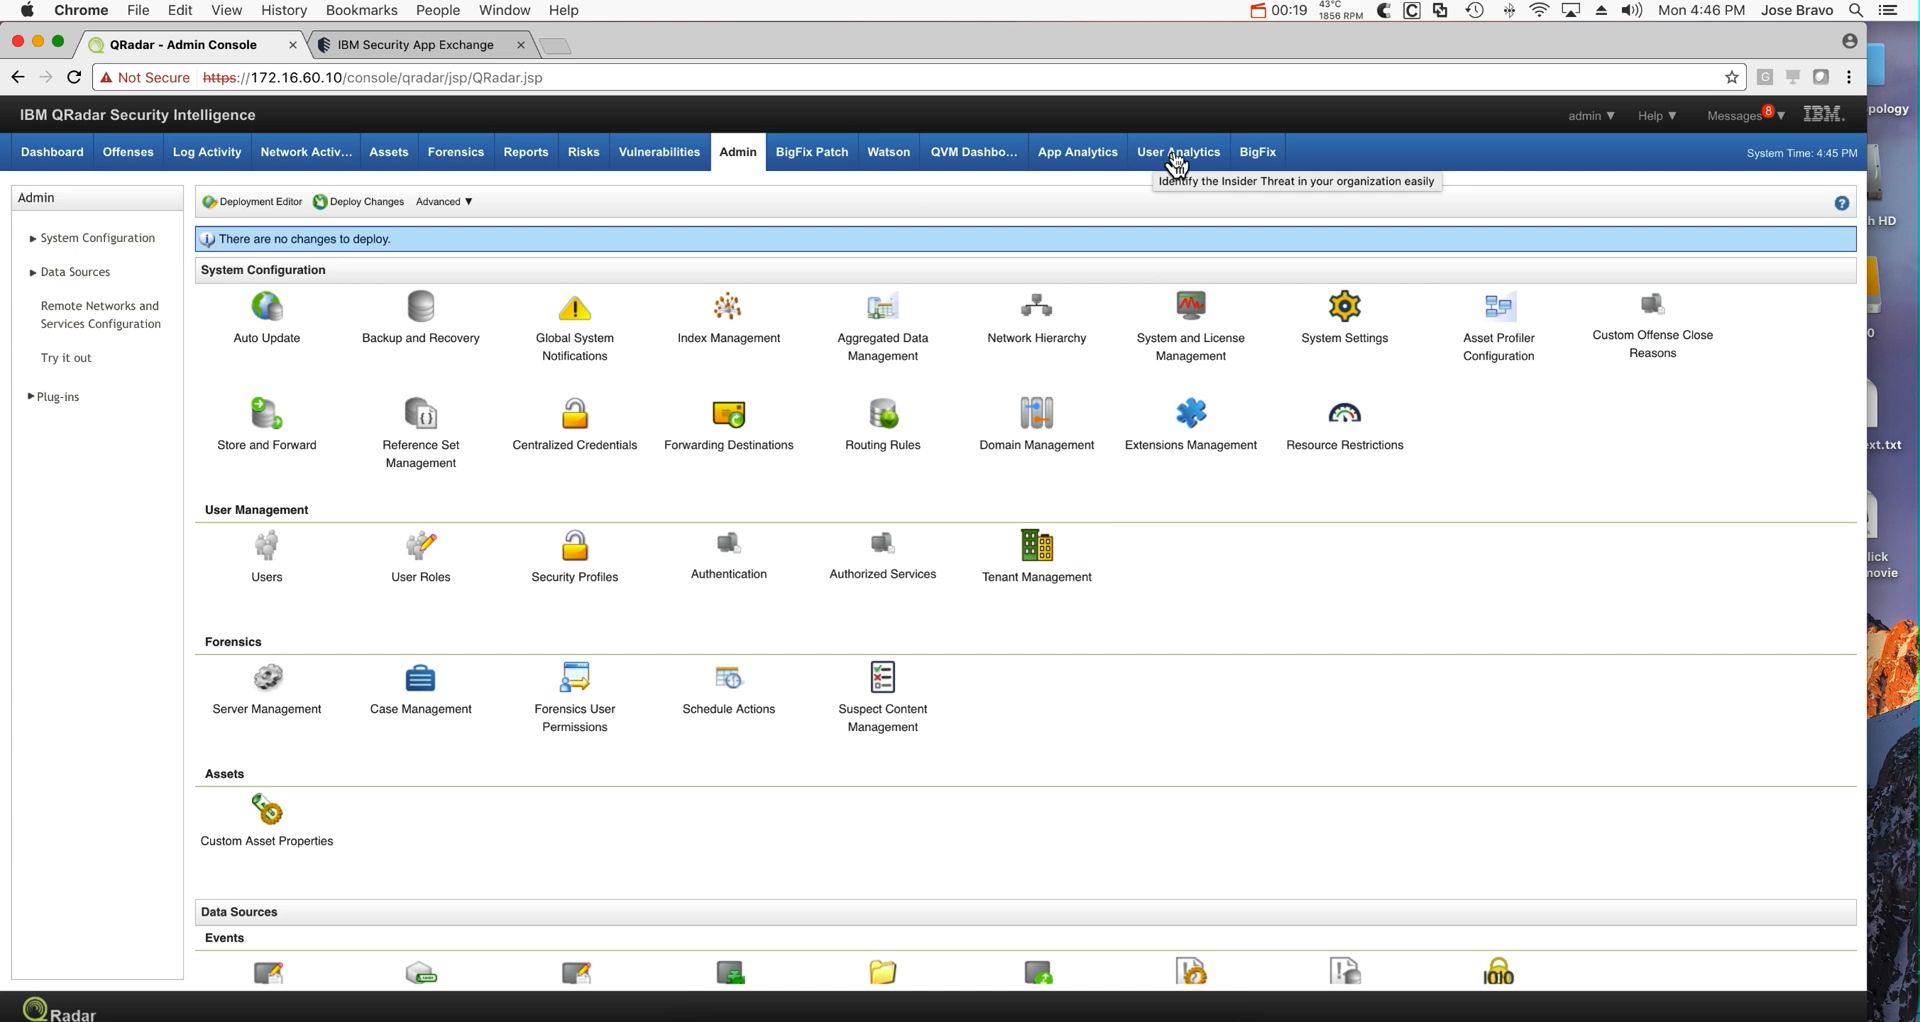 Chrome File Edit View History Bookmarks People Window Help 00:19 43°C 1856 RPM Mon 4:46 PM Jose Bravo
QRadar - Admin Console × IBM Security App Exchange ×
Not Secure https://172.16.60.10/console/qradar/jsp/QRadar.jsp
IBM QRadar Security Intelligence admin ▼ Help ▼ Messages 8 ▼ IBM.
Dashboard Offenses Log Activity Network Activ... Assets Forensics Reports Risks Vulnerabilities Admin BigFix Patch Watson QVM Dashbo... App Analytics User Analytics BigFix System Time: 4:45 PM
Identify the Insider Threat in your organization easily
Admin
System Configuration
Data Sources
Remote Networks and
Services Configuration
Try it out
Plug-ins
Deployment Editor Deploy Changes Advanced ▼
There are no changes to deploy.
System Configuration
Auto Update
Backup and Recovery
Global System
Notifications
Index Management
Aggregated Data
Management
Network Hierarchy
System and License
Management
System Settings
Asset Profiler
Configuration
Custom Offense Close
Reasons
Store and Forward
Reference Set
Management
Centralized Credentials
Forwarding Destinations
Routing Rules
Domain Management
Extensions Management
Resource Restrictions
User Management
Users
User Roles
Security Profiles
Authentication
Authorized Services
Tenant Management
Forensics
Server Management
Case Management
Forensics User
Permissions
Schedule Actions
Suspect Content
Management
Assets
Custom Asset Properties
Data Sources
Events
QRadar
pology
h HD
0
ext.txt
lick
movie